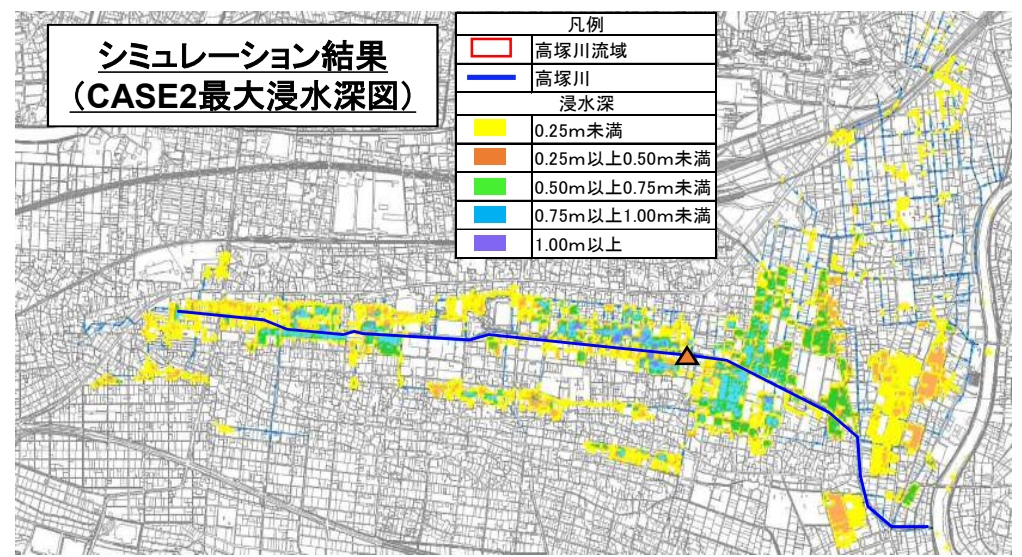 シミュレーション結果
（CASE2最大浸水深図）
凡例
高塚川流域
高塚川
浸水深
0.25m未満
0.25m以上0.50m未満
0.50m以上0.75m未満
0.75m以上1.00m未満
1.00m以上